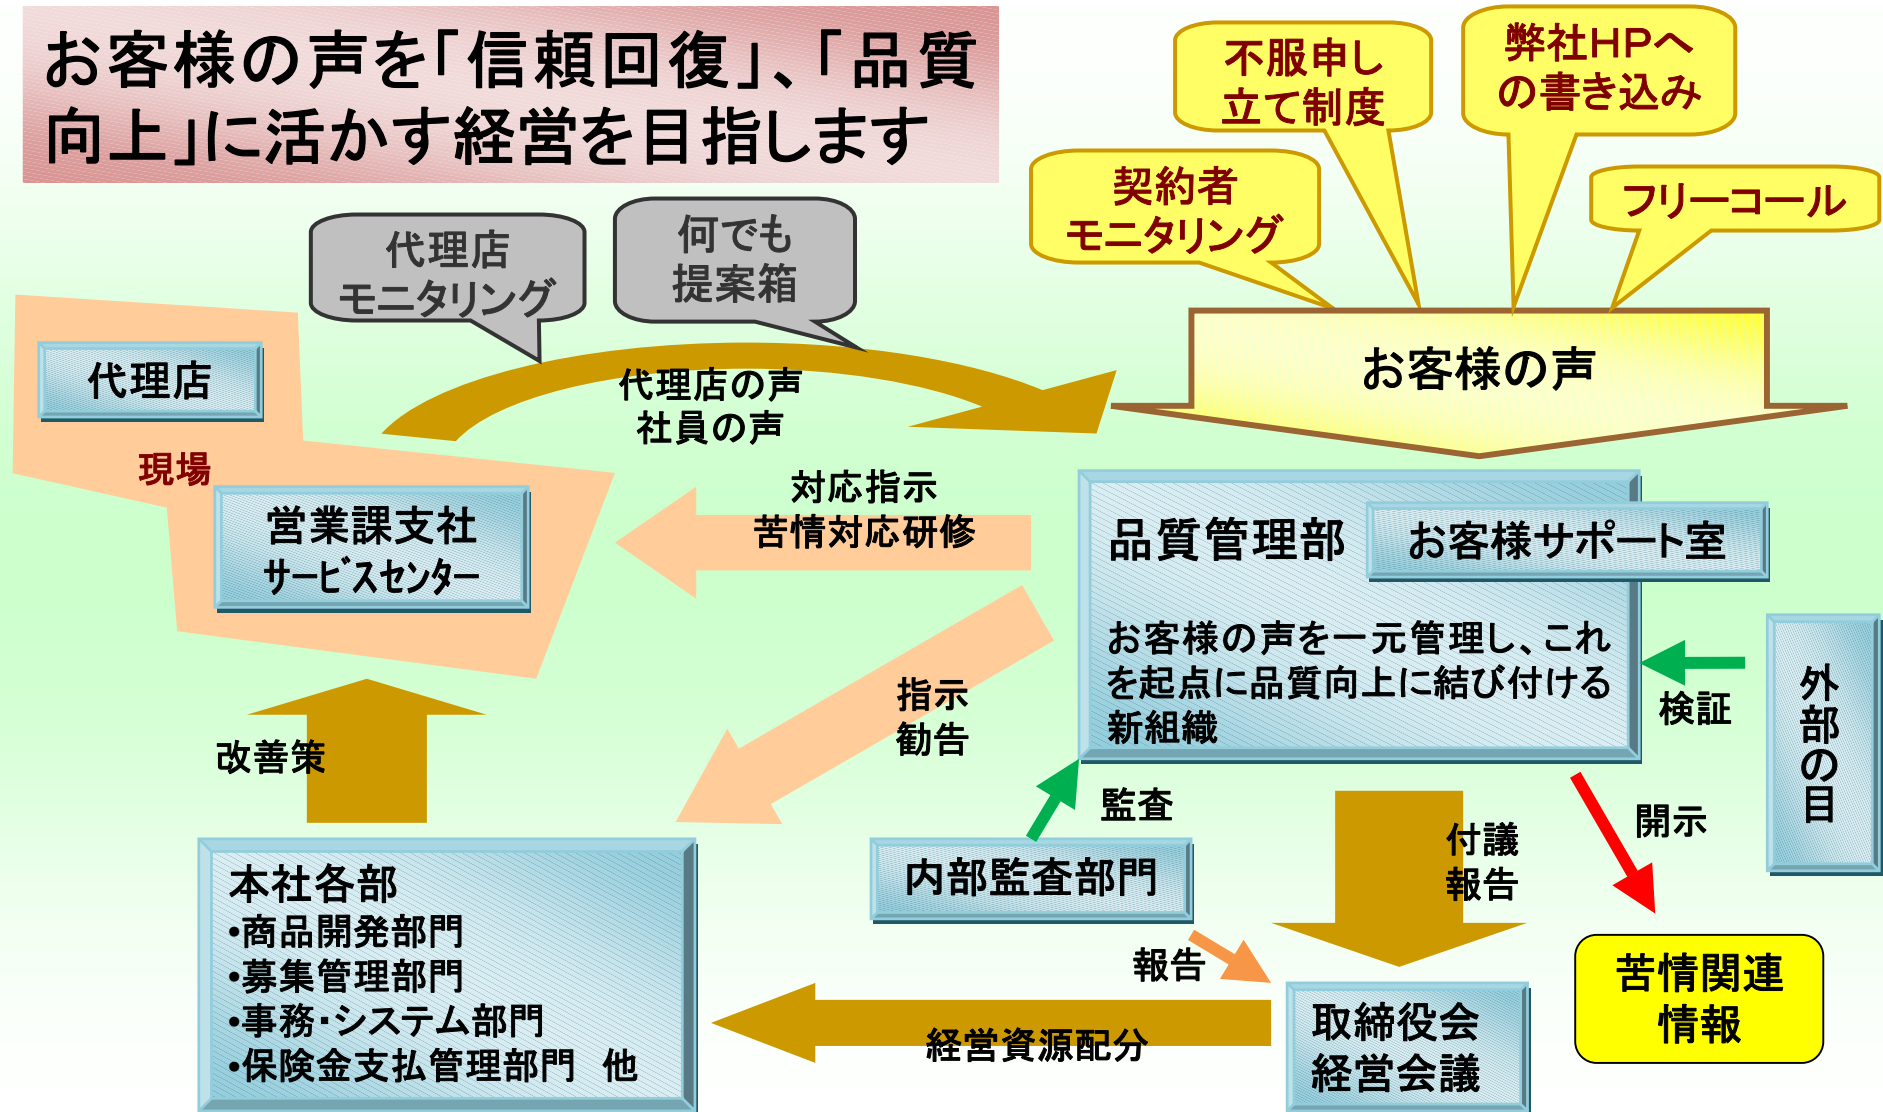 お客様の声を「信頼回復」、「品質
向上」に活かす経営を目指します
不服申し
立て制度
弊社HPへ
の書き込み
契約者
モニタリング
フリーコール
代理店
モニタリング
何でも
提案箱
お客様の声
代理店
代理店の声
社員の声
現場
営業課支社
サービスセンター
対応指示
苦情対応研修
品質管理部
お客様サポート室
お客様の声を一元管理し、これ
を起点に品質向上に結び付ける
新組織
外部の目
検証
指示
勧告
改善策
監査
開示
付議
報告
内部監査部門
報告
本社各部
•商品開発部門
•募集管理部門
•事務・システム部門
•保険金支払管理部門　他
経営資源配分
取締役会
経営会議
苦情関連
情報